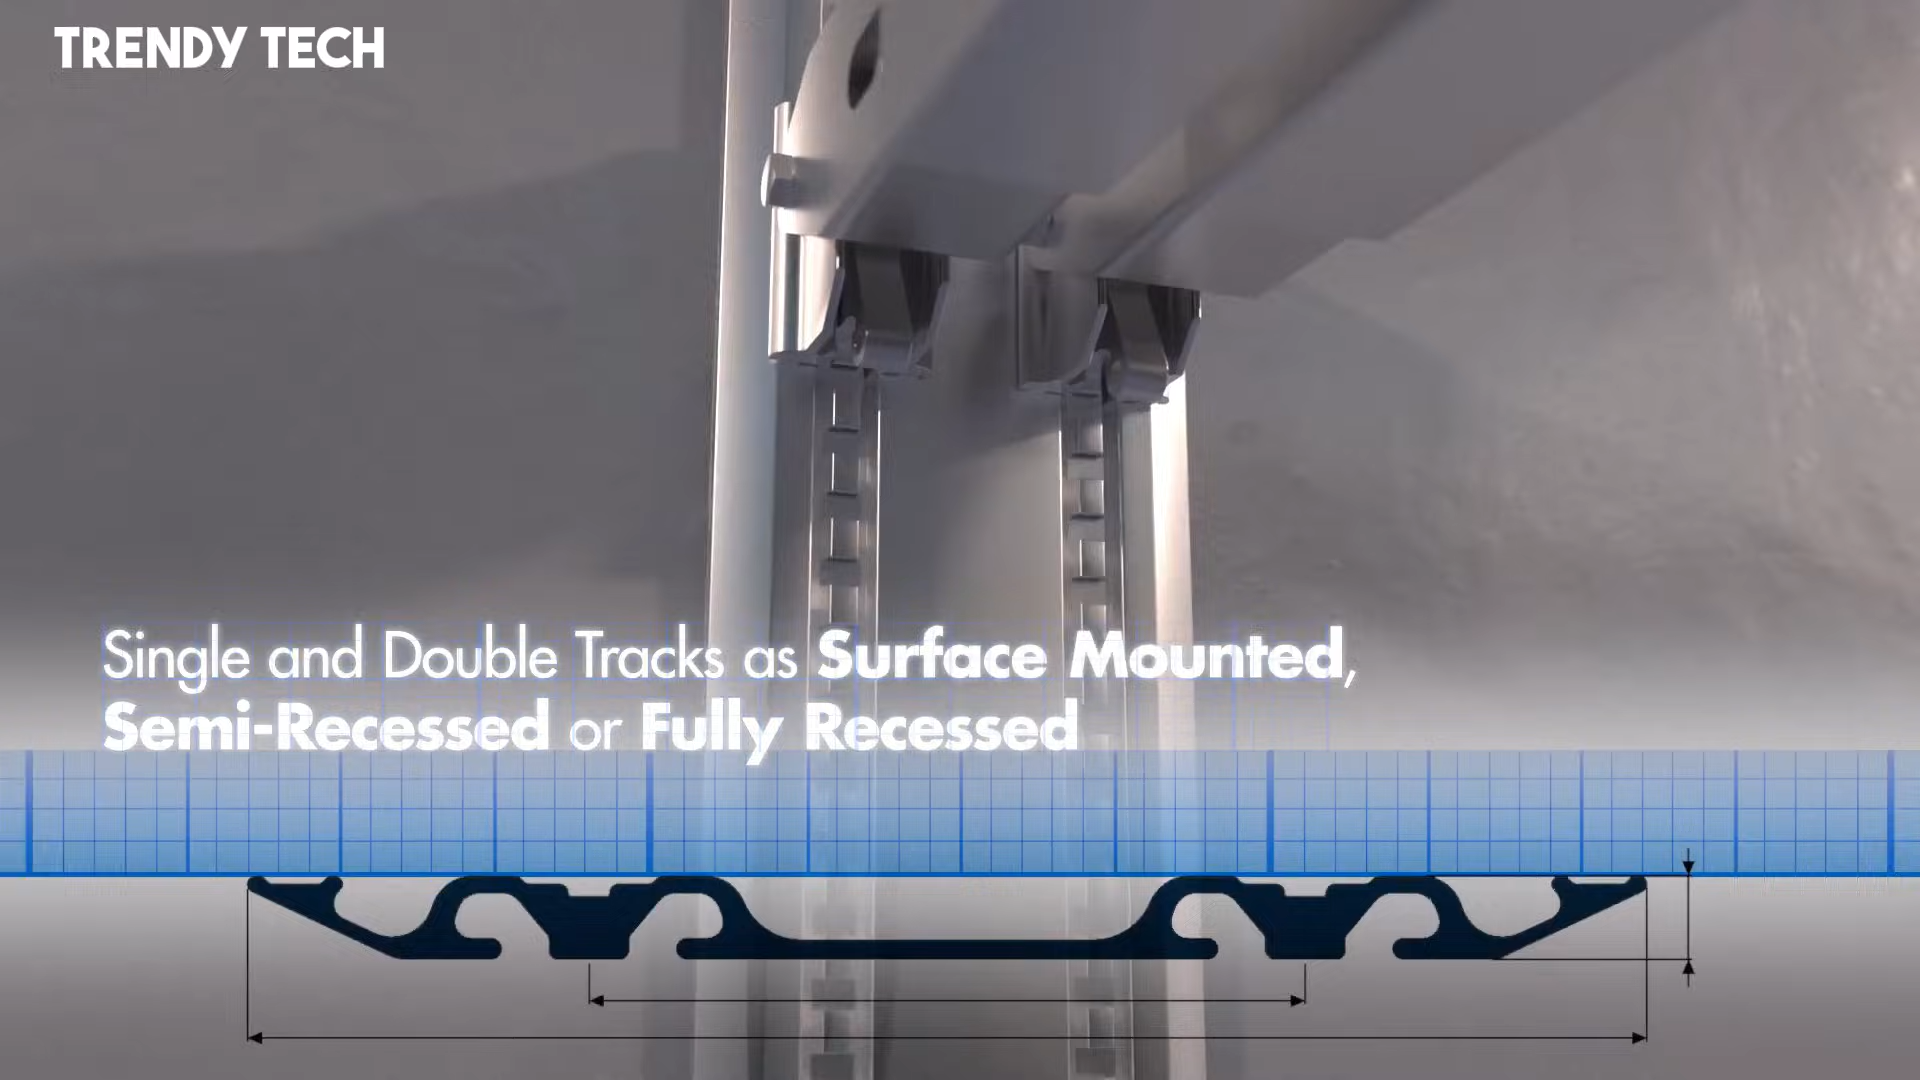 TRENDY TECH
Single and Double Tracks as Surface Mounted,
Semi-Recessed or Fully Recessed